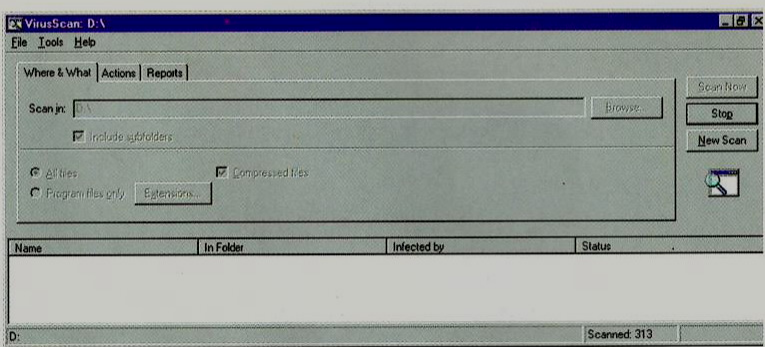 VirusScan: D:\
File Tools Help
Where & What Actions Reports
Scan Now
Scan in: D:\ Browse... Stop
Include subfolders New Scan
All files Compressed files
Program files only Extensions...
Name In Folder Infected by Status
D: Scanned: 313